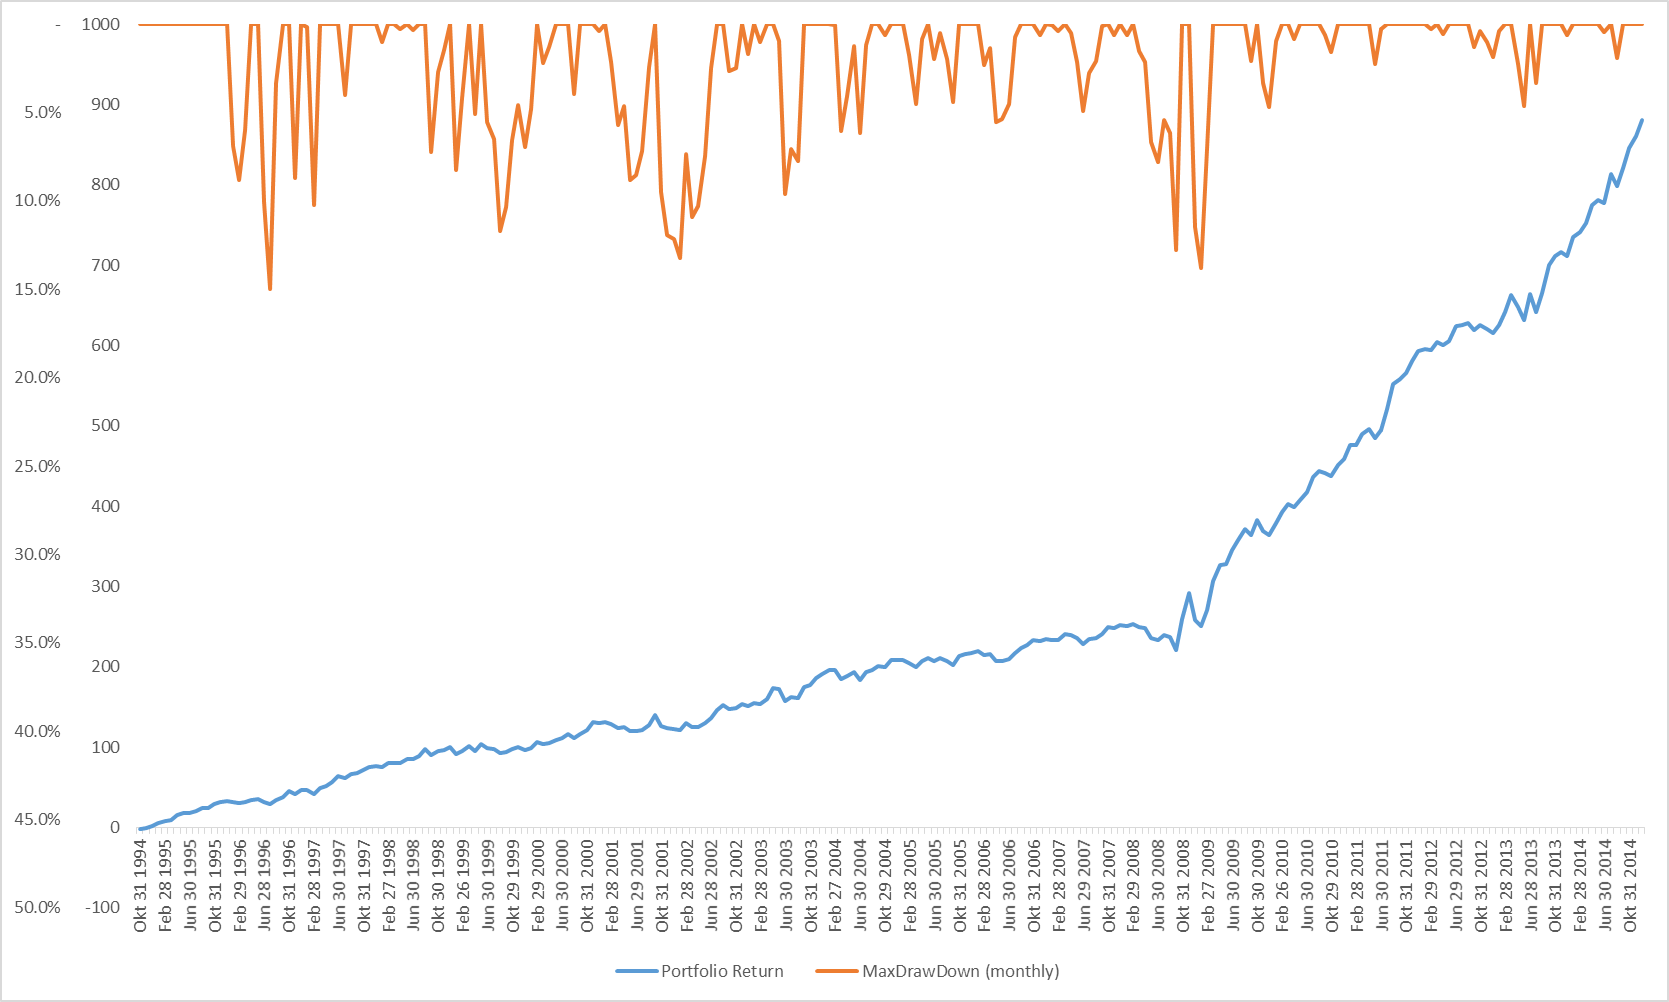 -
5.0%
10.0%
15.0%
20.0%
25.0%
30.0%
35.0%
40.0%
45.0%
50.0%
1000
900
800
700
600
500
400
300
200
100
0
-100
Okt 31 1994
Feb 28 1995
Jun 30 1995
Okt 31 1995
Feb 29 1996
Jun 28 1996
Okt 31 1996
Feb 28 1997
Jun 30 1997
Okt 31 1997
Feb 27 1998
Jun 30 1998
Okt 30 1998
Feb 26 1999
Jun 30 1999
Okt 29 1999
Feb 29 2000
Jun 30 2000
Okt 31 2000
Feb 28 2001
Jun 29 2001
Okt 31 2001
Feb 28 2002
Jun 28 2002
Okt 31 2002
Feb 28 2003
Jun 30 2003
Okt 31 2003
Feb 27 2004
Jun 30 2004
Okt 29 2004
Feb 28 2005
Jun 30 2005
Okt 31 2005
Feb 28 2006
Jun 30 2006
Okt 31 2006
Feb 28 2007
Jun 29 2007
Okt 31 2007
Feb 29 2008
Jun 30 2008
Okt 31 2008
Feb 27 2009
Jun 30 2009
Okt 30 2009
Feb 26 2010
Jun 30 2010
Okt 29 2010
Feb 28 2011
Jun 30 2011
Okt 31 2011
Feb 29 2012
Jun 29 2012
Okt 31 2012
Feb 28 2013
Jun 28 2013
Okt 31 2013
Feb 28 2014
Jun 30 2014
Okt 31 2014
Portfolio Return
MaxDrawDown (monthly)